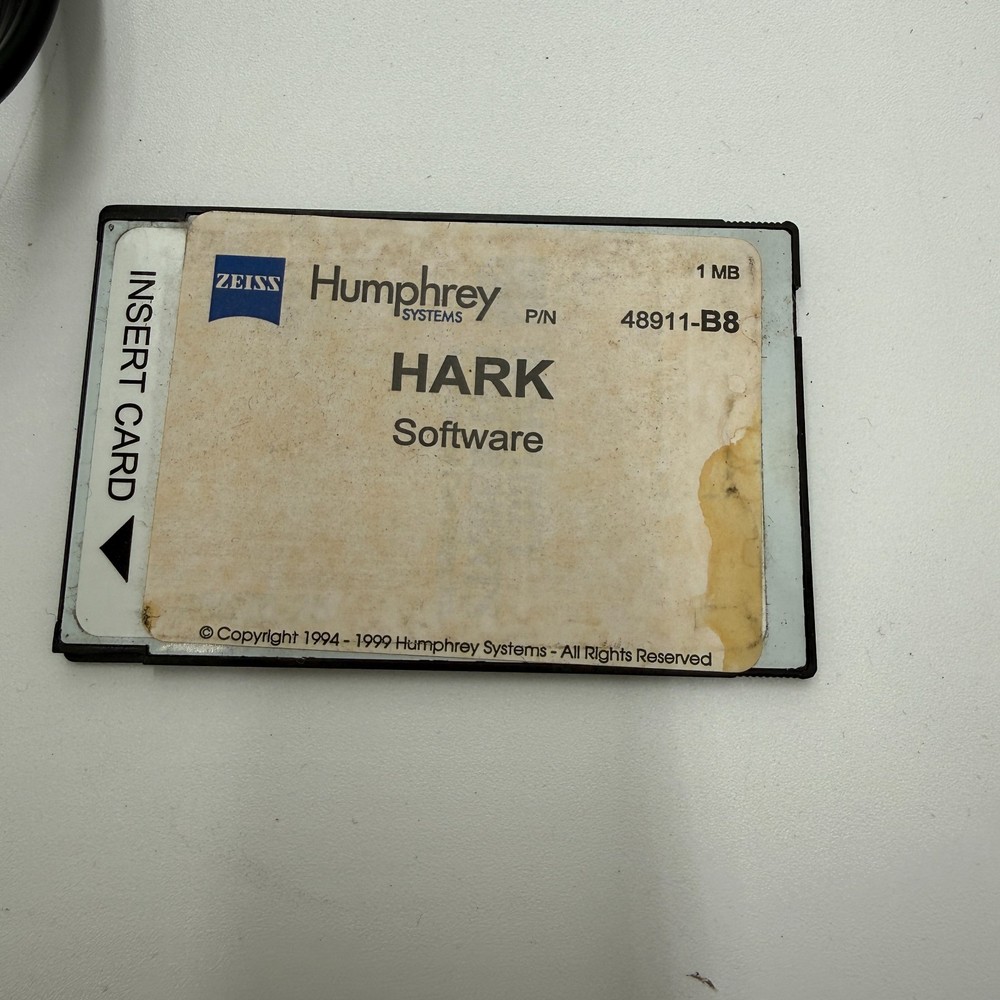 INSERT CARD
ZEISS
Humphrey
SYSTEMS
1 MB
P/N 48911-B8
HARK
Software
© Copyright 1994 - 1999 Humphrey Systems - All Rights Reserved